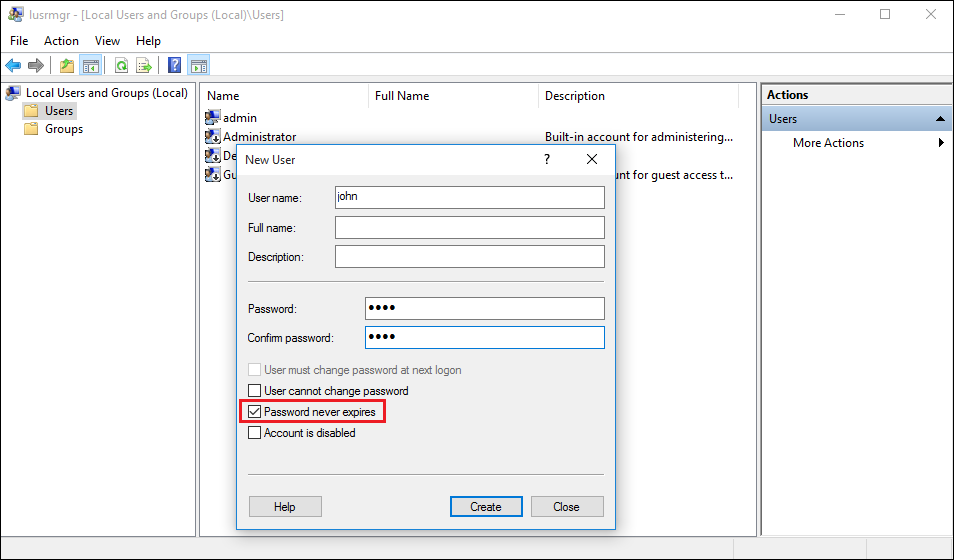 lusrmgr - [Local Users and Groups (Local)\Users]
File Action View Help
Local Users and Groups (Local)
Users
Groups
Name Full Name Description
admin
Administrator Built-in account for administering...
De
Gu unt for guest access t...
Actions
Users
More Actions
New User
User name: john
Full name:
Description:
Password: ••••
Confirm password: ••••
User must change password at next logon
User cannot change password
Password never expires
Account is disabled
Help Create Close